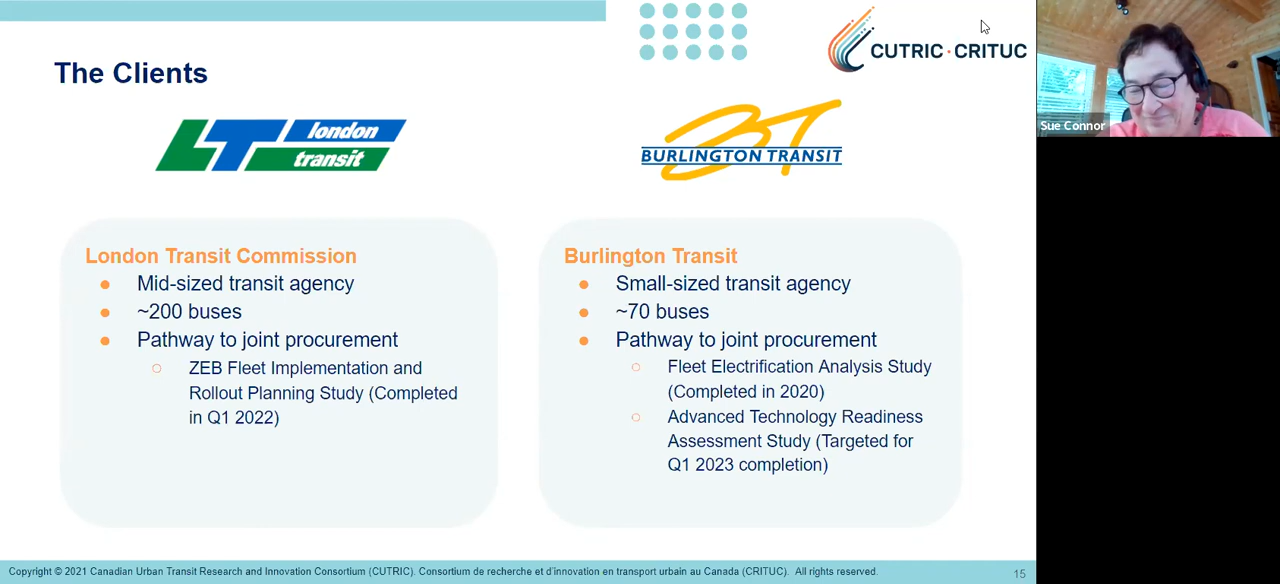 CUTRIC · CRITUC
The Clients
london
LT
transit
BT
BURLINGTON TRANSIT
Sue Connor
London Transit Commission
Mid-sized transit agency
~200 buses
Pathway to joint procurement
ZEB Fleet Implementation and
Rollout Planning Study (Completed
in Q1 2022)
Burlington Transit
Small-sized transit agency
~70 buses
Pathway to joint procurement
Fleet Electrification Analysis Study
(Completed in 2020)
Advanced Technology Readiness
Assessment Study (Targeted for
Q1 2023 completion)
Copyright © 2021 Canadian Urban Transit Research and Innovation Consortium (CUTRIC). Consortium de recherche et d'innovation en transport urbain au Canada (CRITUC). All rights reserved.
15